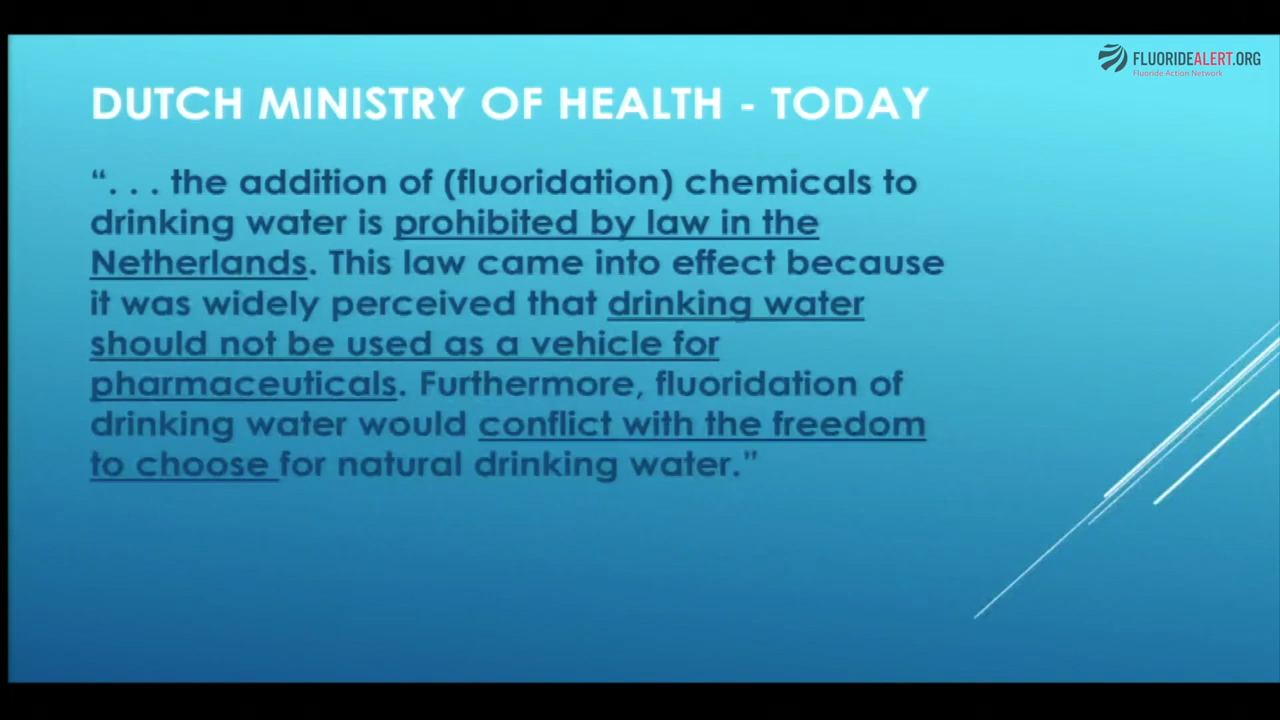 FLUORIDEALERT.ORG
Fluoride Action Network
DUTCH MINISTRY OF HEALTH - TODAY
“. . . the addition of (fluoridation) chemicals to
drinking water is prohibited by law in the
Netherlands. This law came into effect because
it was widely perceived that drinking water
should not be used as a vehicle for
pharmaceuticals. Furthermore, fluoridation of
drinking water would conflict with the freedom
to choose for natural drinking water.”